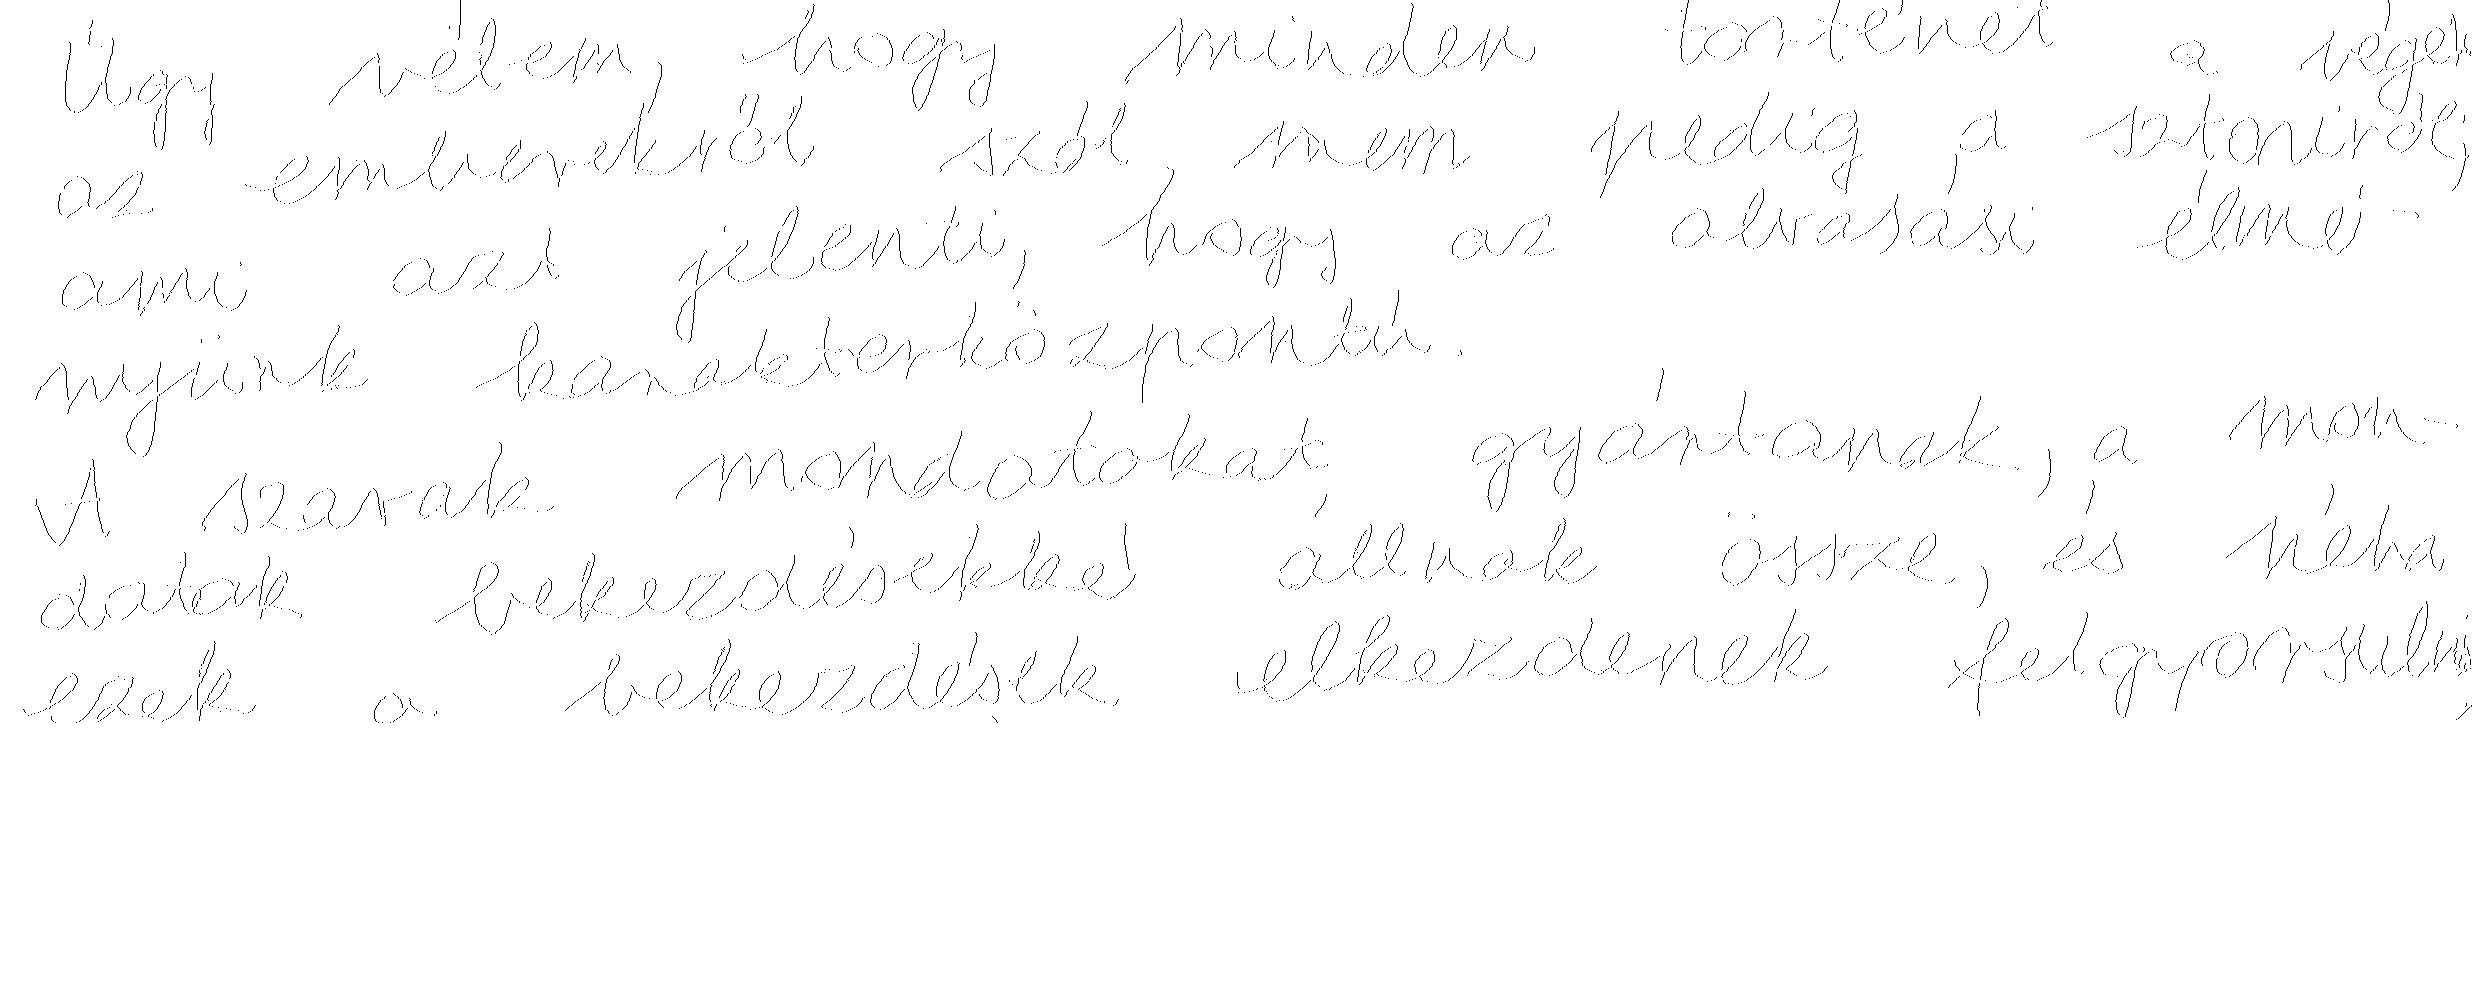 Úgy vélem, hogy minden történet a végén
az emberekről szól nem pedig a sztoriról,
ami azt jelenti, hogy az olvasási élmé-
nyünk karakterközpontú.
A szavak mondatokat gyártanak, a mon-
datok bekezdésekké állnak össze, és néha
ezek a bekezdések elkezdenek felgyorsulni,